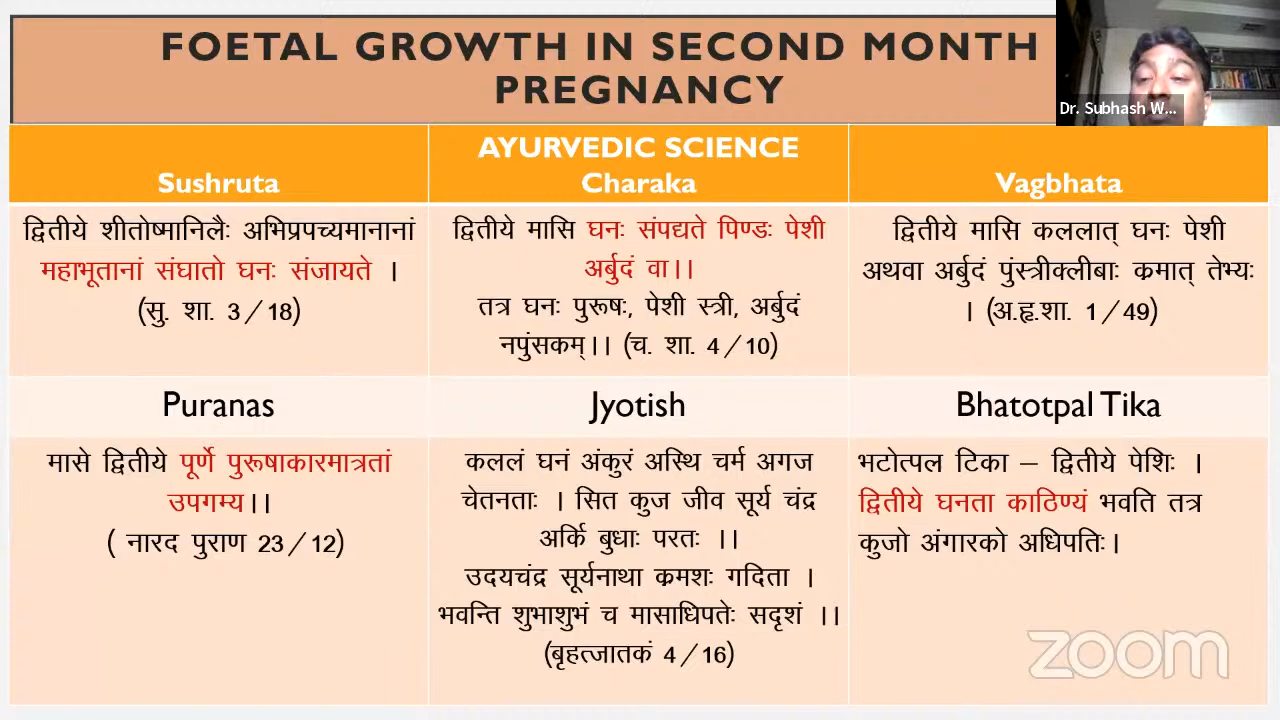 FOETAL GROWTH IN SECOND MONTH
PREGNANCY
Dr. Subhash W...
Sushruta
AYURVEDIC SCIENCE
Charaka
Vagbhata
द्वितीये शीतोष्मानिलैः अभिप्रपच्यमानानां
महाभूतानां संघातो घनः संजायते ।
(सु. शा. 3/18)
द्वितीये मासि घनः संपद्यते पिण्डः पेशी
अर्बुदं वा।।
तत्र घनः पुरूषः, पेशी स्त्री, अर्बुदं
नपुंसकम्।। (च. शा. 4/10)
द्वितीये मासि कललात् घनः पेशी
अथवा अर्बुदं पुंस्त्रीक्लीबाः क्रमात् तेभ्यः
। (अ.हृ.शा. 1/49)
Puranas
Jyotish
Bhatotpal Tika
मासे द्वितीये पूर्णे पुरूषाकारमात्रतां
उपगम्य।।
( नारद पुराण 23/12)
कललं घनं अंकुरं अस्थि चर्म अगज
चेतनताः । सित कुज जीव सूर्य चंद्र
अर्कि बुधाः परतः ।।
उदयचंद्र सूर्यनाथा क्रमशः गदिता ।
भवन्ति शुभाशुभं च मासाधिपतेः सदृशं ।।
(बृहत्जातकं 4/16)
भटोत्पल टिका – द्वितीये पेशिः ।
द्वितीये घनता काठिण्यं भवति तत्र
कुजो अंगारको अधिपतिः।
zoom